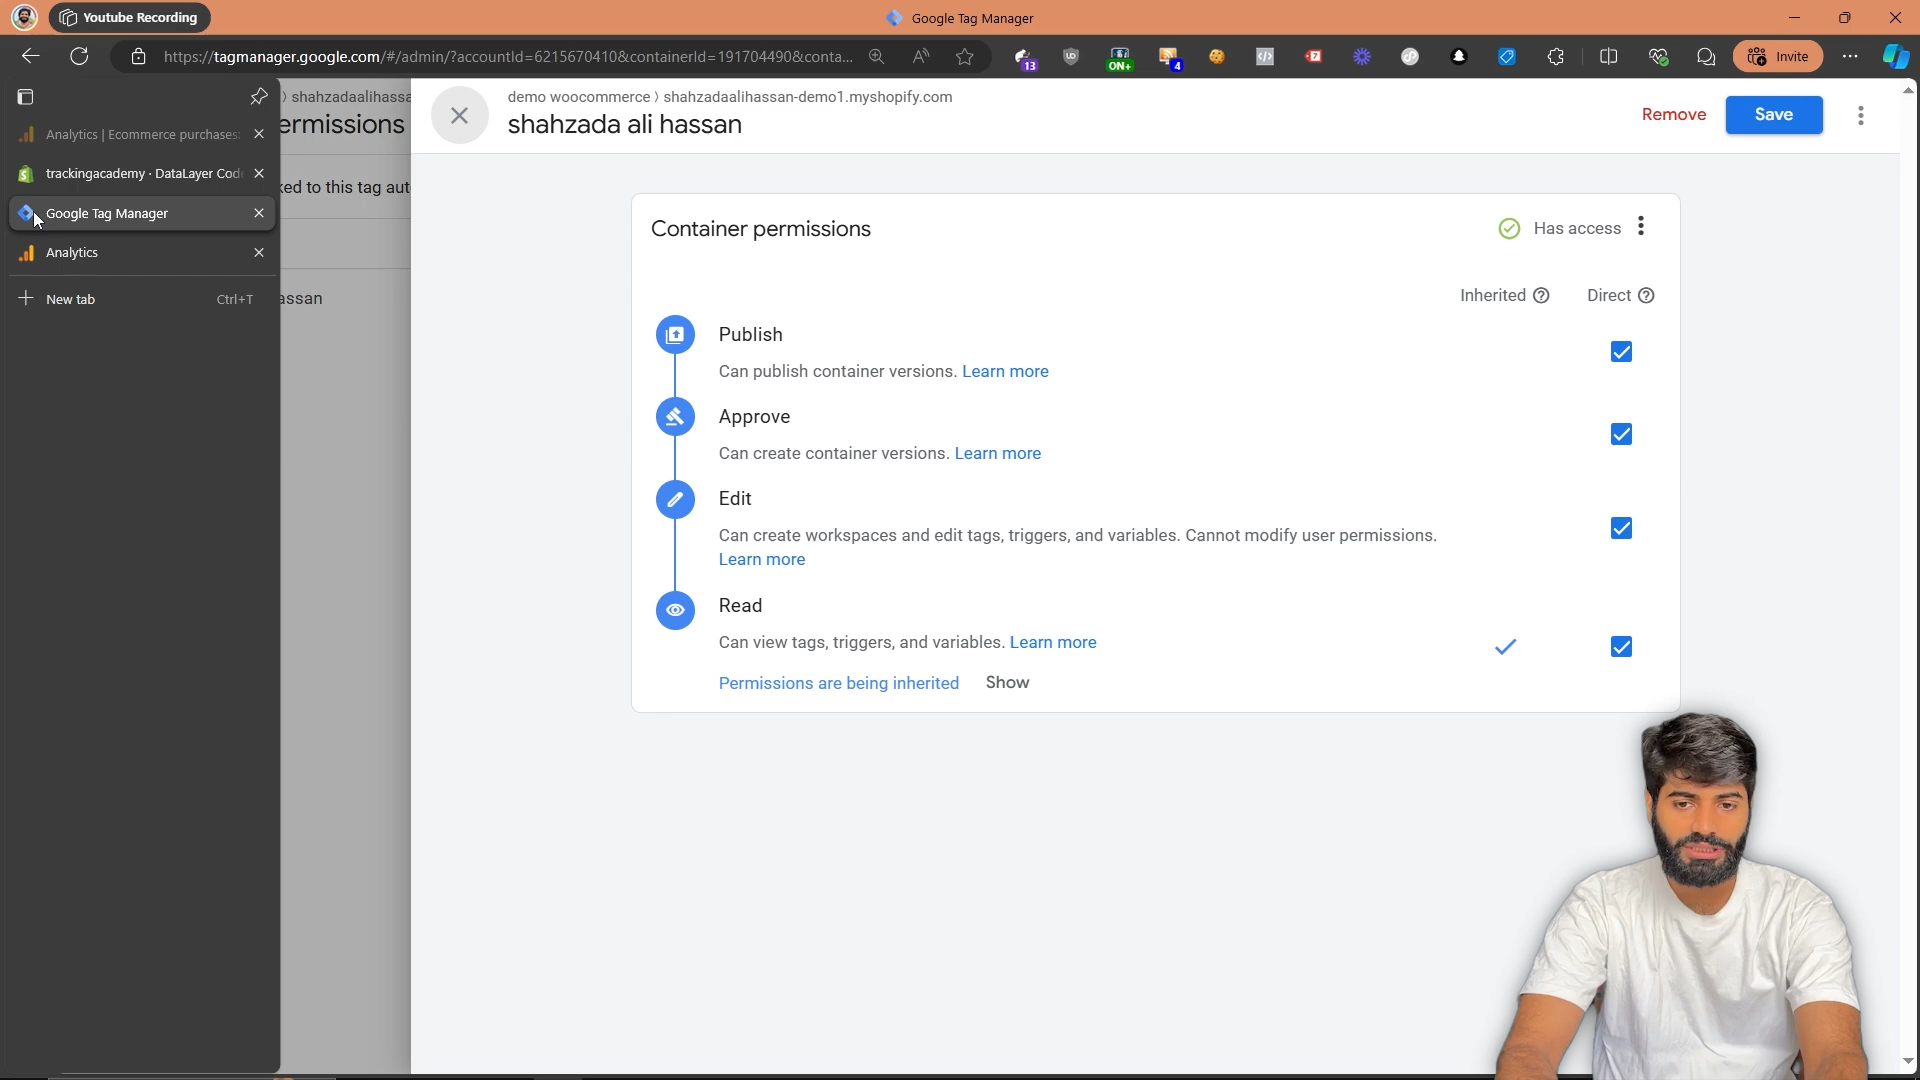 Youtube Recording
Google Tag Manager
https://tagmanager.google.com/#/admin/?accountId=6215670410&containerId=191704490&conta...
13
ON+
4
Invite
Analytics | Ecommerce purchases:
trackingacademy · DataLayer Code
Google Tag Manager
Analytics
New tab
Ctrl+T
shahzadaalihassa
ermissions
ked to this tag aut
assan
demo woocommerce › shahzadaalihassan-demo1.myshopify.com
shahzada ali hassan
Remove
Save
Container permissions
Has access
Inherited
Direct
Publish
Can publish container versions. Learn more
Approve
Can create container versions. Learn more
Edit
Can create workspaces and edit tags, triggers, and variables. Cannot modify user permissions.
Learn more
Read
Can view tags, triggers, and variables. Learn more
Permissions are being inherited Show